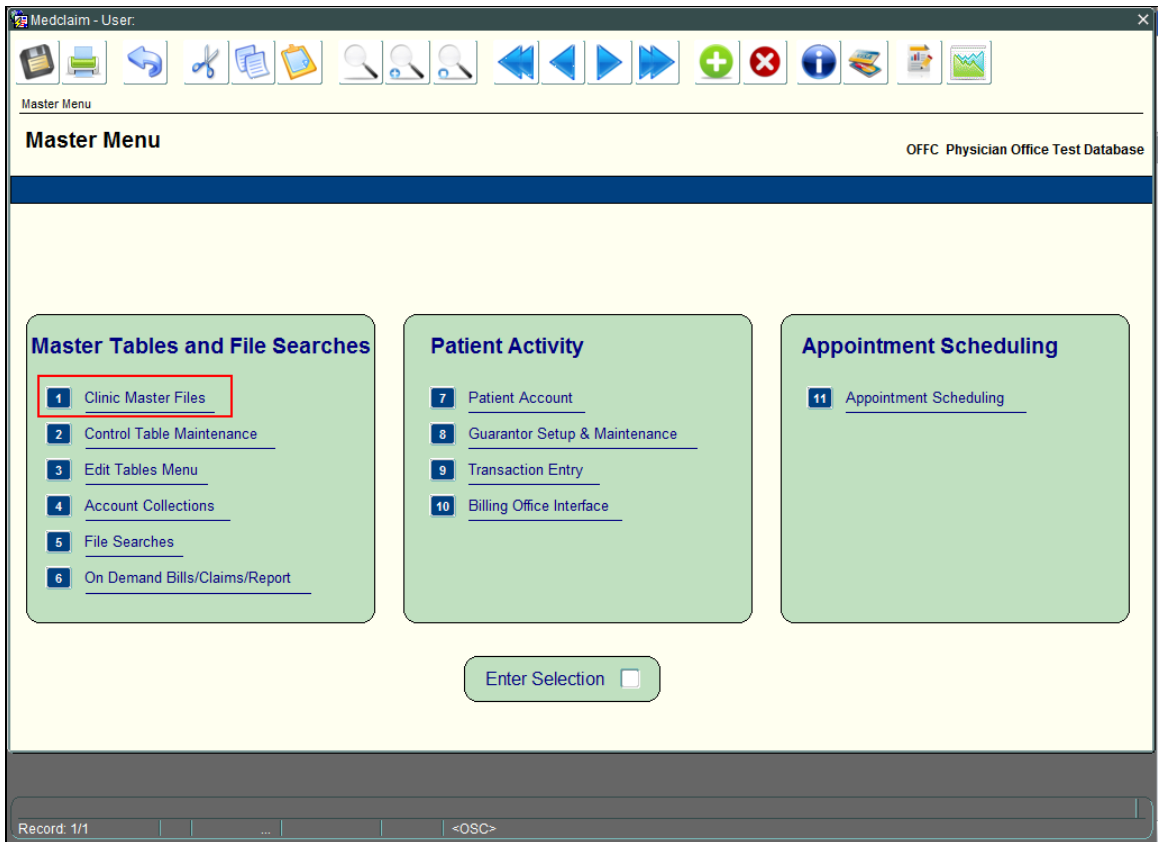 Medclaim - User:
Master Menu
Master Menu
OFFC Physician Office Test Database
Master Tables and File Searches
1 Clinic Master Files
2 Control Table Maintenance
3 Edit Tables Menu
4 Account Collections
5 File Searches
6 On Demand Bills/Claims/Report
Patient Activity
7 Patient Account
8 Guarantor Setup & Maintenance
9 Transaction Entry
10 Billing Office Interface
Appointment Scheduling
11 Appointment Scheduling
Enter Selection
Record: 1/1 ... <OSC>